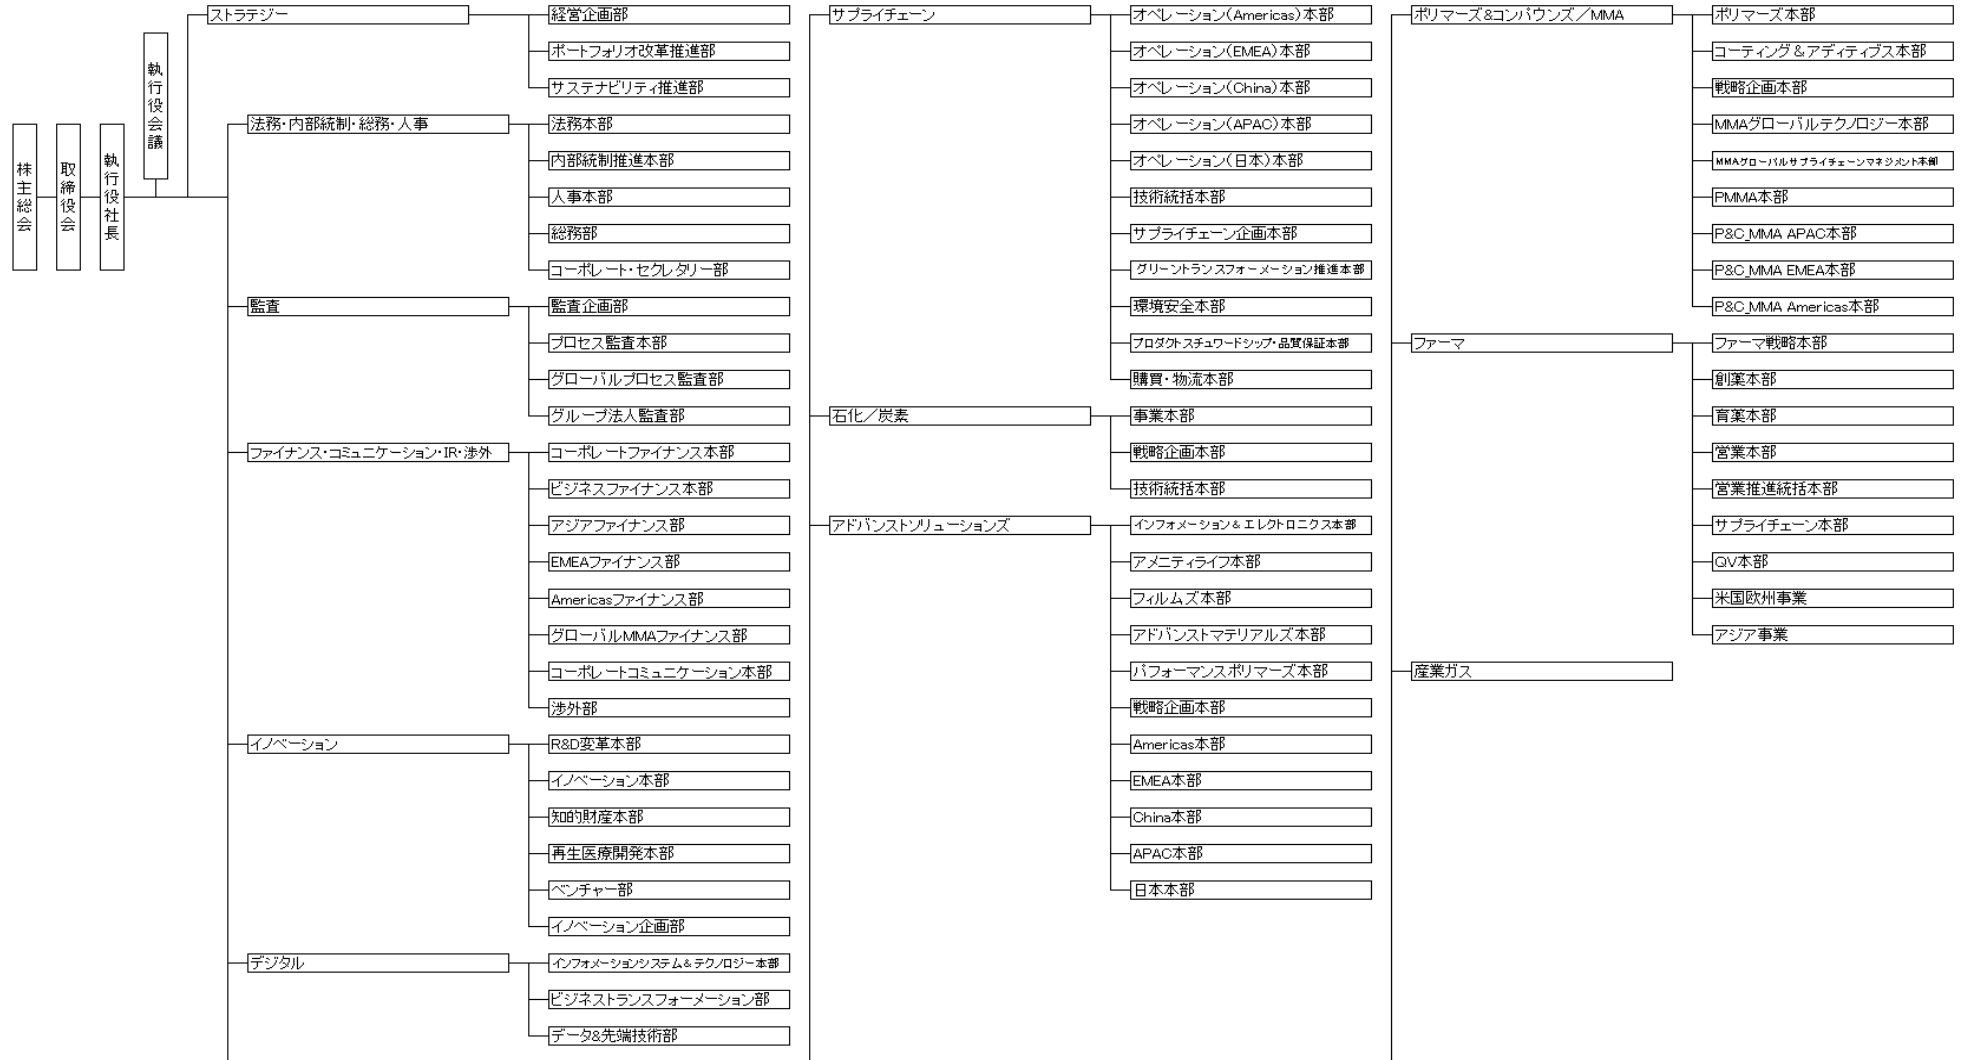 株主総会
取締役会
執行役社長
執行役会議
ストラテジー
経営企画部
ポートフォリオ改革推進部
サステナビリティ推進部
法務・内部統制・総務・人事
法務本部
内部統制推進本部
人事本部
総務部
コーポレート・セクレタリー部
監査
監査企画部
プロセス監査本部
グローバルプロセス監査部
グループ法人監査部
ファイナンス・コミュニケーション・IR・渉外
コーポレートファイナンス本部
ビジネスファイナンス本部
アジアファイナンス部
EMEAファイナンス部
Americasファイナンス部
グローバルMMAファイナンス部
コーポレートコミュニケーション本部
渉外部
イノベーション
R&D変革本部
イノベーション本部
知的財産本部
再生医療開発本部
ベンチャー部
イノベーション企画部
デジタル
インフォメーションシステム&テクノロジー本部
ビジネストランスフォーメーション部
データ&先端技術部
サプライチェーン
オペレーション(Americas)本部
オペレーション(EMEA)本部
オペレーション(China)本部
オペレーション(APAC)本部
オペレーション(日本)本部
技術統括本部
サプライチェーン企画本部
グリーントランスフォーメーション推進本部
環境安全本部
プロダクトスチュワードシップ・品質保証本部
購買・物流本部
石化／炭素
事業本部
戦略企画本部
技術統括本部
アドバンストソリューションズ
インフォメーション&エレクトロニクス本部
アメニティライフ本部
フィルムズ本部
アドバンストマテリアルズ本部
パフォーマンスポリマーズ本部
戦略企画本部
Americas本部
EMEA本部
China本部
APAC本部
日本本部
ポリマーズ&コンパウンズ／MMA
ポリマーズ本部
コーティング&アディティブス本部
戦略企画本部
MMAグローバルテクノロジー本部
MMAグローバルサプライチェーンマネジメント本部
PMMA本部
P&C_MMA APAC本部
P&C_MMA EMEA本部
P&C_MMA Americas本部
ファーマ
ファーマ戦略本部
創薬本部
育薬本部
営業本部
営業推進統括本部
サプライチェーン本部
QV本部
米国欧州事業
アジア事業
産業ガス